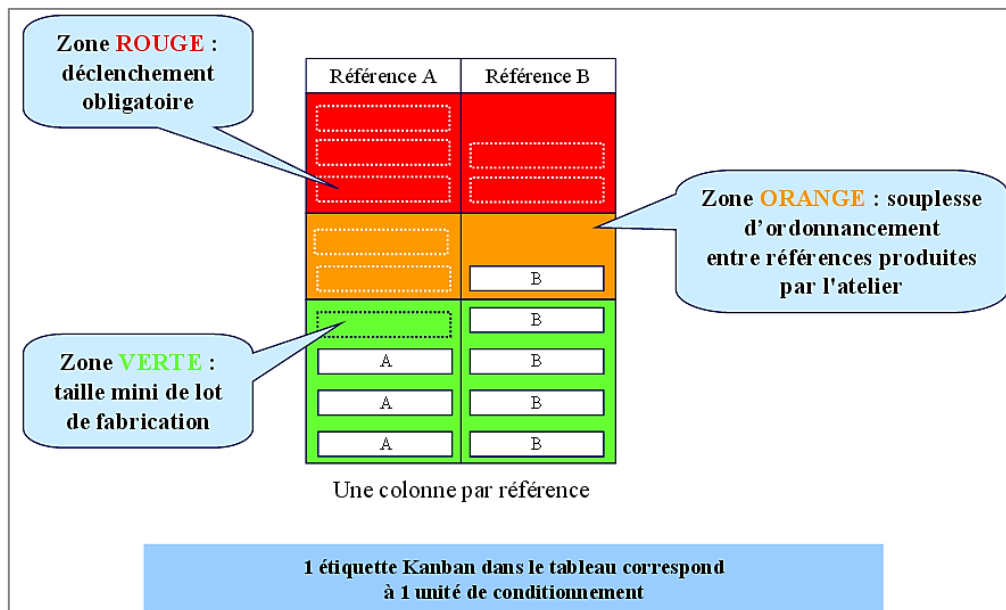 Zone ROUGE :
déclenchement
obligatoire
Référence A
Référence B
Zone ORANGE : souplesse
d'ordonnancement
entre références produites
par l'atelier
B
B
Zone VERTE :
taille mini de lot
de fabrication
A
B
A
B
A
B
Une colonne par référence
1 étiquette Kanban dans le tableau correspond
à 1 unité de conditionnement